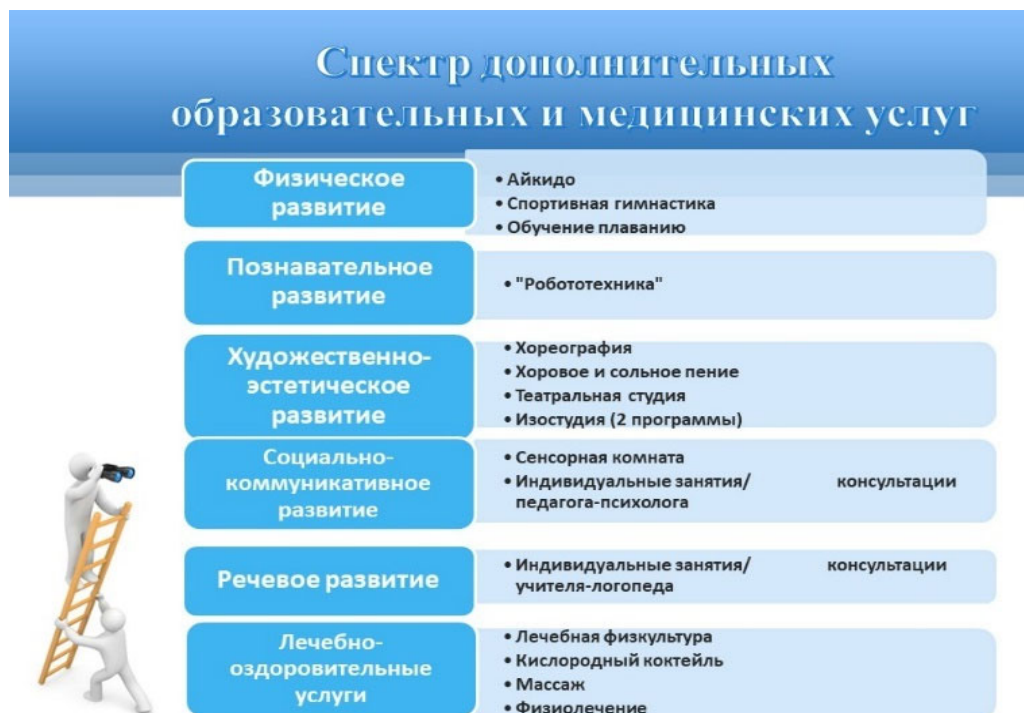 Спектр дополнительных
образовательных и медицинских услуг
Физическое
развитие
• Айкидо
• Спортивная гимнастика
• Обучение плаванию
Познавательное
развитие
• "Робототехника"
Художественно-
эстетическое
развитие
• Хореография
• Хоровое и сольное пение
• Театральная студия
• Изостудия (2 программы)
Социально-
коммуникативное
развитие
• Сенсорная комната
• Индивидуальные занятия/ консультации
педагога-психолога
Речевое развитие
• Индивидуальные занятия/ консультации
учителя-логопеда
Лечебно-
оздоровительные
услуги
• Лечебная физкультура
• Кислородный коктейль
• Массаж
• Физиолечение